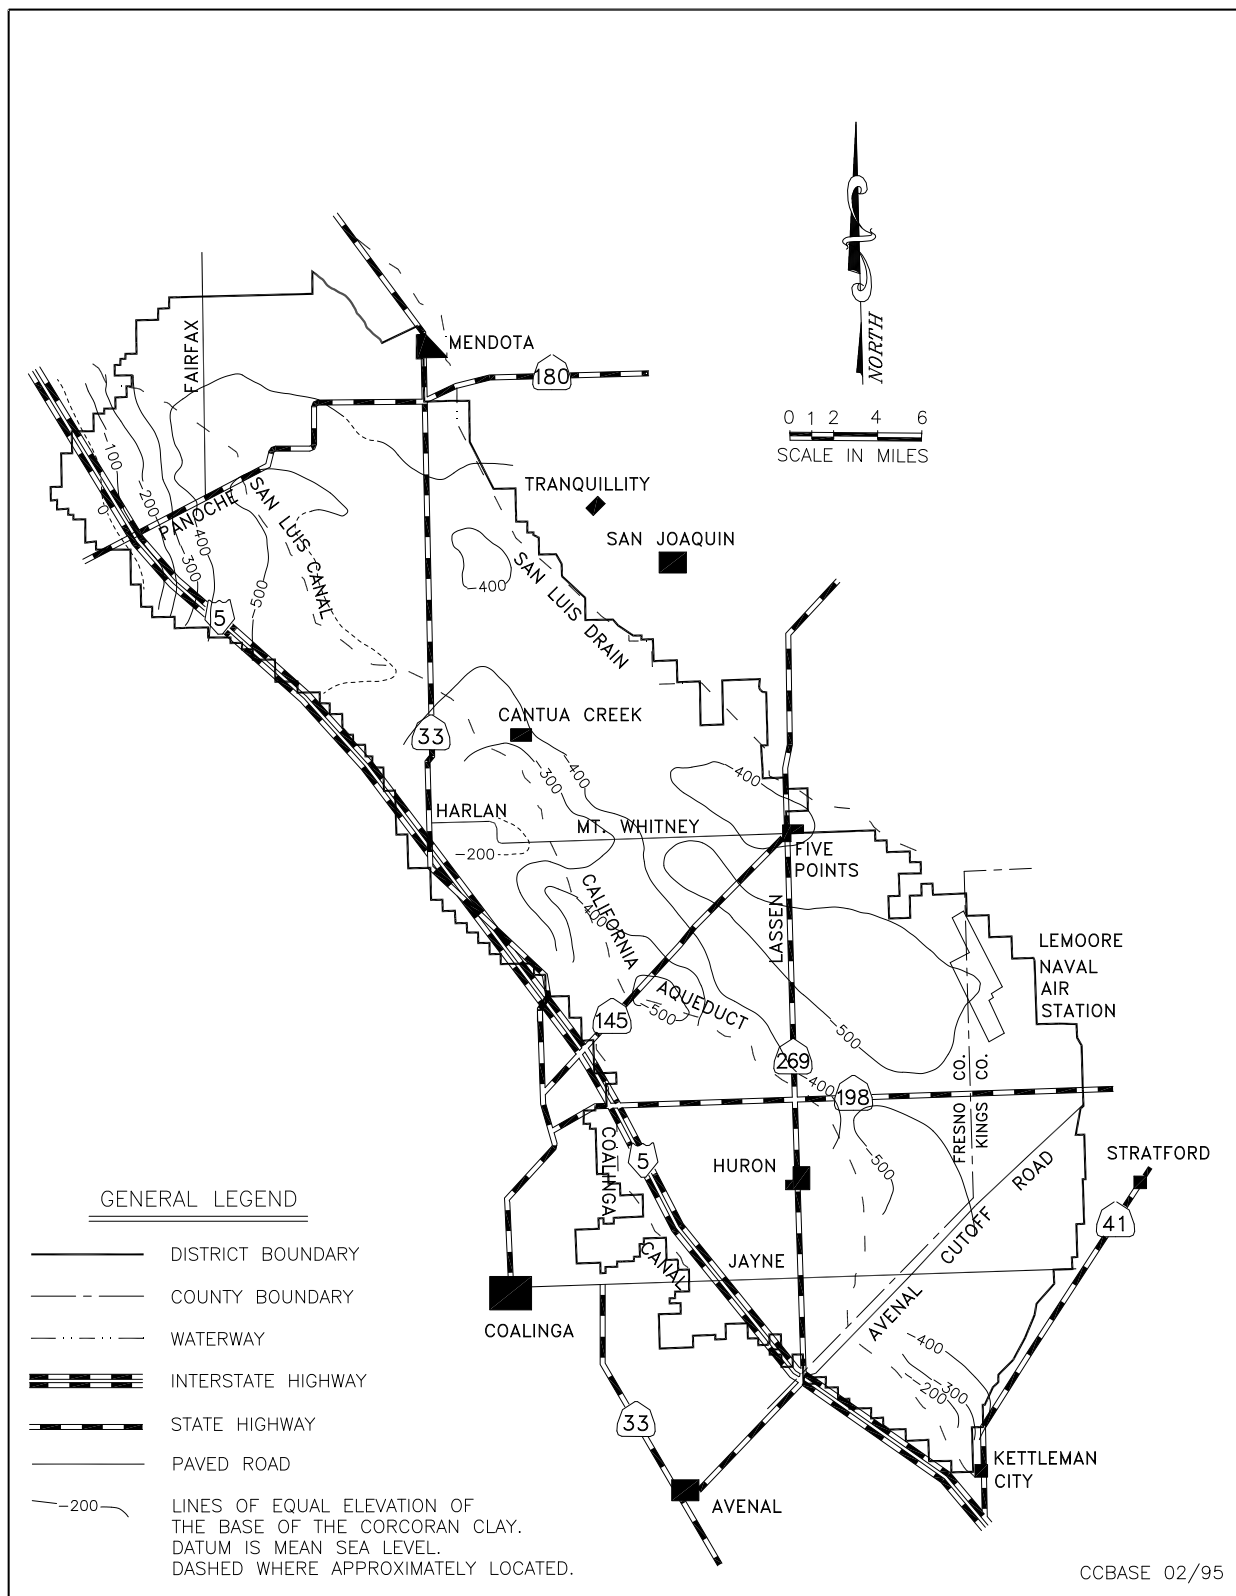 NORTH
0 1 2 4 6
SCALE IN MILES
MENDOTA
180
FAIRFAX
TRANQUILLITY
SAN JOAQUIN
PANOCHE
SAN LUIS CANAL
SAN LUIS DRAIN
0
-100
-200
300
-400
-500
-400
5
33
CANTUA CREEK
-300
-400
-400
HARLAN
MT. WHITNEY
-200
FIVE
POINTS
CALIFORNIA
AQUEDUCT
-400
-500
LASSEN
-500
LEMOORE
NAVAL
AIR
STATION
145
269
-400
198
FRESNO CO.
KINGS CO.
COALINGA
CANAL
5
HURON
-500
AVENAL CUTOFF ROAD
STRATFORD
41
JAYNE
COALINGA
-400
-300
-200
33
AVENAL
KETTLEMAN
CITY
GENERAL LEGEND
DISTRICT BOUNDARY
COUNTY BOUNDARY
WATERWAY
INTERSTATE HIGHWAY
STATE HIGHWAY
PAVED ROAD
-200
LINES OF EQUAL ELEVATION OF
THE BASE OF THE CORCORAN CLAY.
DATUM IS MEAN SEA LEVEL.
DASHED WHERE APPROXIMATELY LOCATED.
CCBASE 02/95